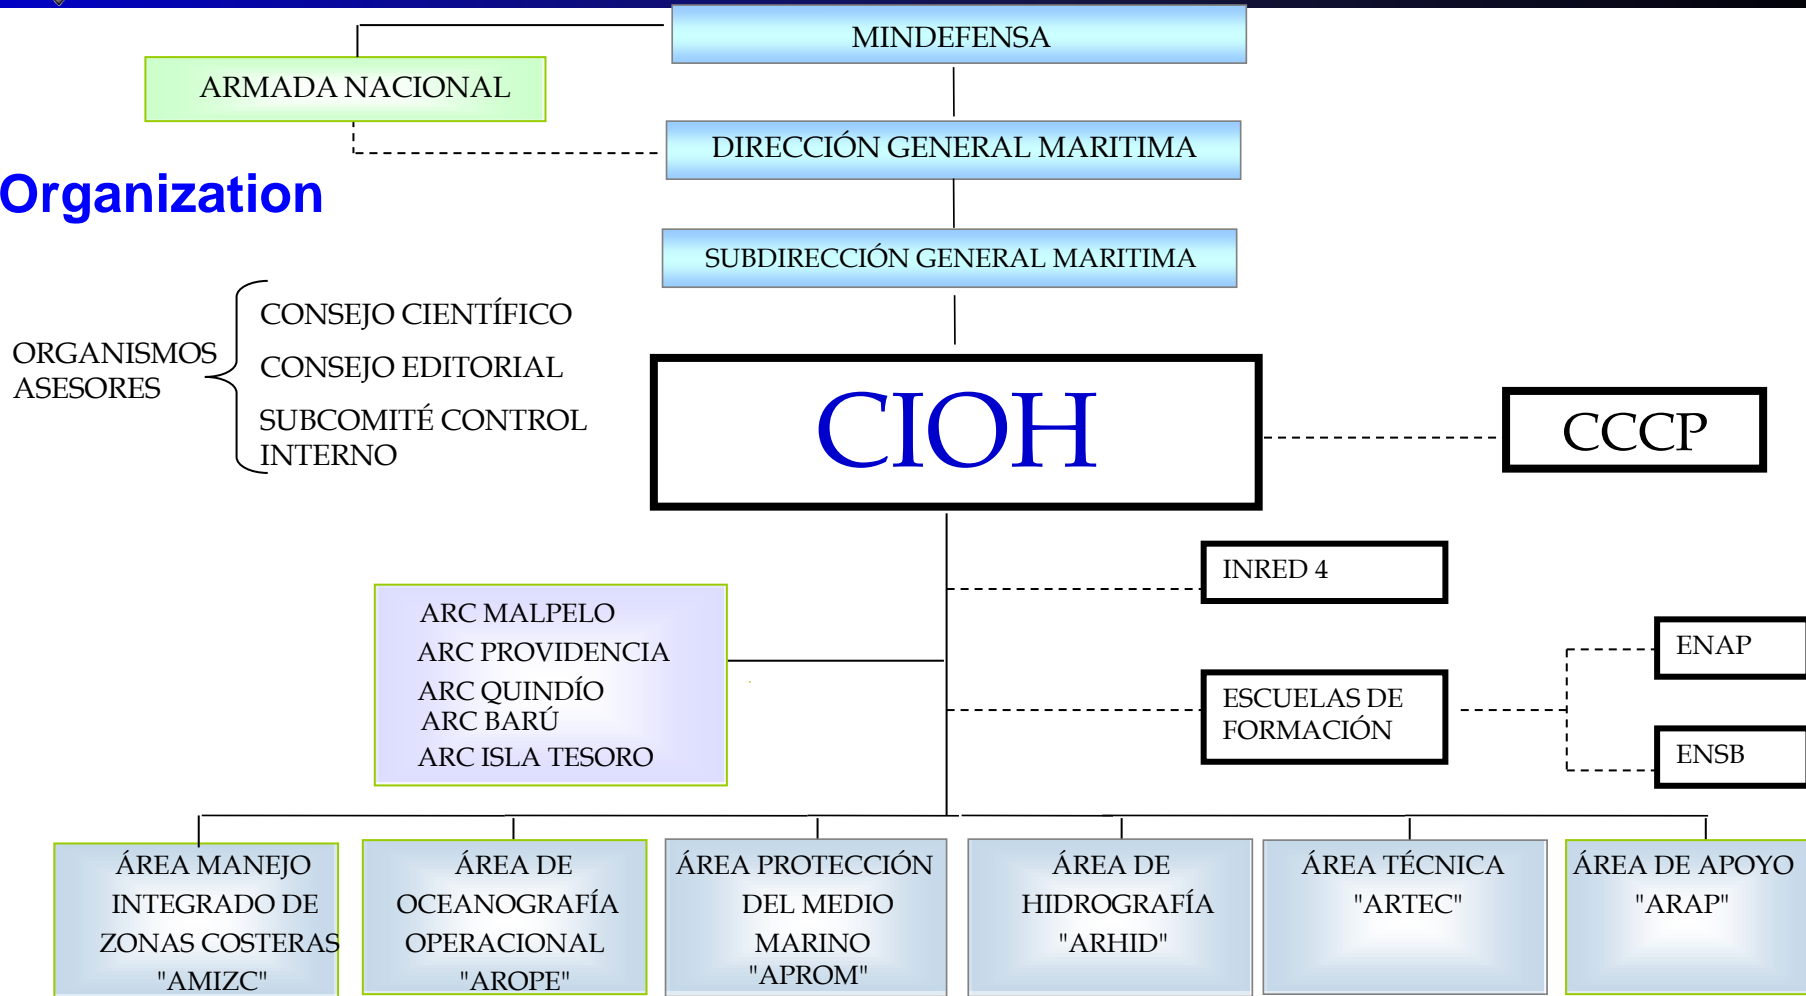 MINDEFENSA
ARMADA NACIONAL
DIRECCIÓN GENERAL MARITIMA
Organization
SUBDIRECCIÓN GENERAL MARITIMA
ORGANISMOS
ASESORES
CONSEJO CIENTÍFICO
CONSEJO EDITORIAL
SUBCOMITÉ CONTROL
INTERNO
CIOH
CCCP
INRED 4
ARC MALPELO
ARC PROVIDENCIA
ARC QUINDÍO
ARC BARÚ
ARC ISLA TESORO
ESCUELAS DE
FORMACIÓN
ENAP
ENSB
ÁREA MANEJO
INTEGRADO DE
ZONAS COSTERAS
"AMIZC"
ÁREA DE
OCEANOGRAFÍA
OPERACIONAL
"AROPE"
ÁREA PROTECCIÓN
DEL MEDIO
MARINO
"APROM"
ÁREA DE
HIDROGRAFÍA
"ARHID"
ÁREA TÉCNICA
"ARTEC"
ÁREA DE APOYO
"ARAP"